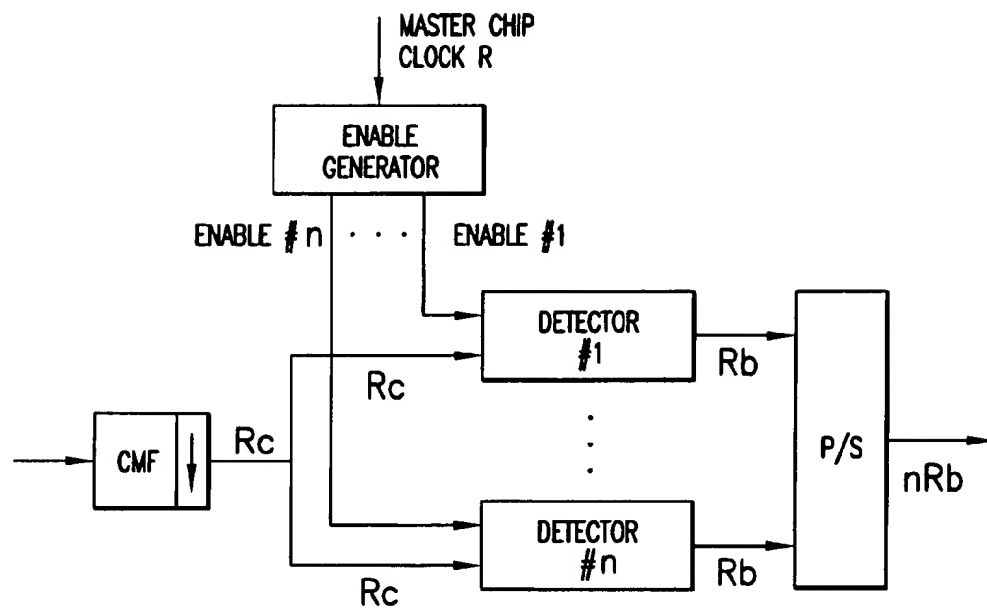 MASTER CHIP
CLOCK R
ENABLE
GENERATOR
ENABLE #n . . . ENABLE #1
DETECTOR
#1
Rb
Rc
CMF
Rc
P/S
nRb
DETECTOR
#n
Rb
Rc